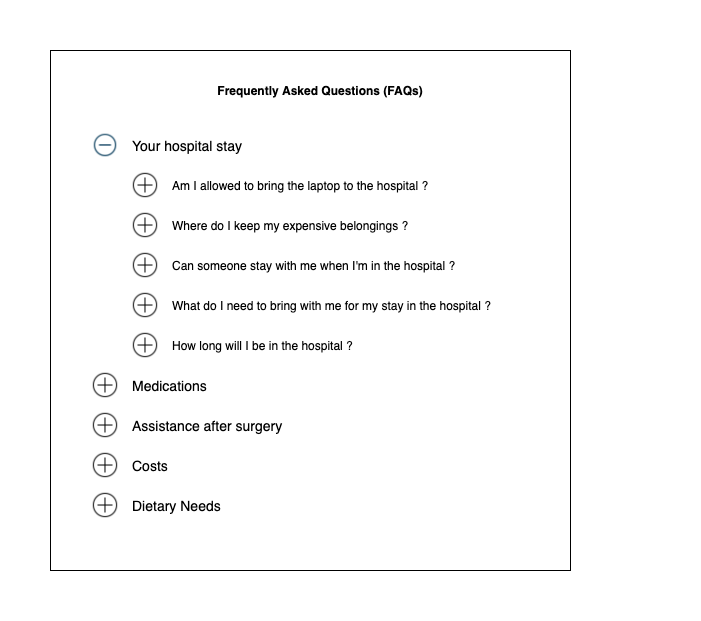 Frequently Asked Questions (FAQs)
Your hospital stay
Am I allowed to bring the laptop to the hospital ?
Where do I keep my expensive belongings ?
Can someone stay with me when I'm in the hospital ?
What do I need to bring with me for my stay in the hospital ?
How long will I be in the hospital ?
Medications
Assistance after surgery
Costs
Dietary Needs